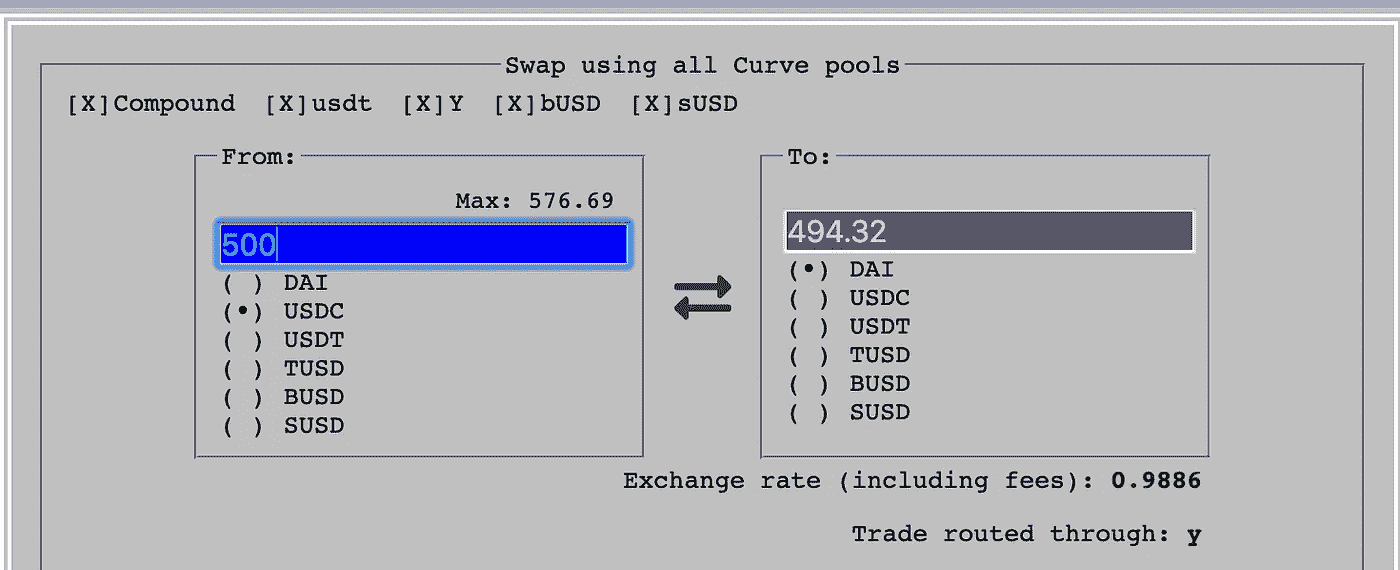 Swap using all Curve pools
[X]Compound [X]usdt [X]Y [X]bUSD [X]sUSD
From:
Max: 576.69
500
( ) DAI
(•) USDC
( ) USDT
( ) TUSD
( ) BUSD
( ) SUSD
To:
494.32
(•) DAI
( ) USDC
( ) USDT
( ) TUSD
( ) BUSD
( ) SUSD
Exchange rate (including fees): 0.9886
Trade routed through: y